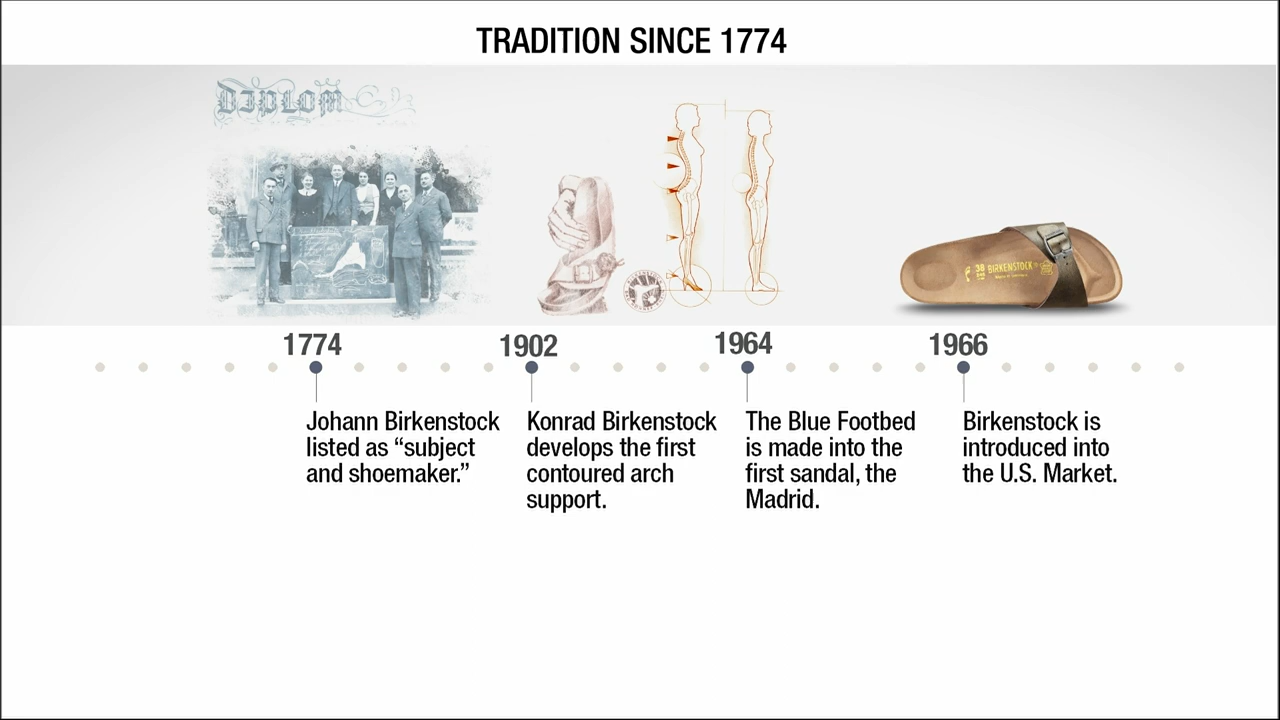 TRADITION SINCE 1774
Diplom
38
BIRKENSTOCK
1774
1902
1964
1966
Johann Birkenstock
listed as “subject
and shoemaker.”
Konrad Birkenstock
develops the first
contoured arch
support.
The Blue Footbed
is made into the
first sandal, the
Madrid.
Birkenstock is
introduced into
the U.S. Market.